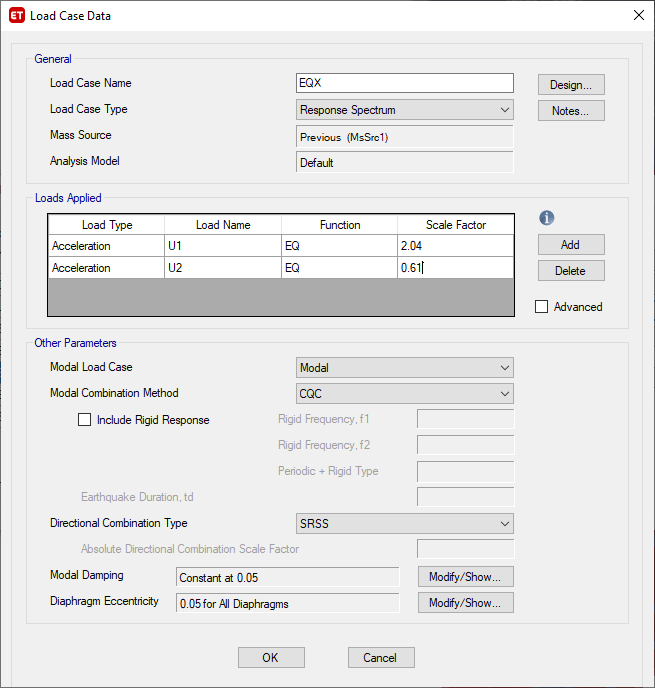 ET Load Case Data
General
Load Case Name EQX Design...
Load Case Type Response Spectrum Notes...
Mass Source Previous (MsSrc1)
Analysis Model Default
Loads Applied
Load Type Load Name Function Scale Factor
Acceleration U1 EQ 2.04 Add
Acceleration U2 EQ 0.61 Delete
Advanced
Other Parameters
Modal Load Case Modal
Modal Combination Method CQC
Include Rigid Response Rigid Frequency, f1
Rigid Frequency, f2
Periodic + Rigid Type
Earthquake Duration, td
Directional Combination Type SRSS
Absolute Directional Combination Scale Factor
Modal Damping Constant at 0.05 Modify/Show...
Diaphragm Eccentricity 0.05 for All Diaphragms Modify/Show...
OK Cancel